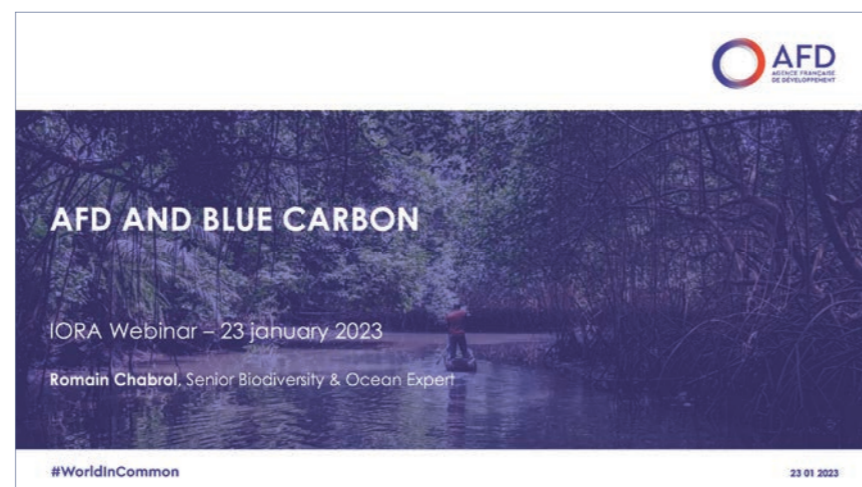 AFD
AGENCE FRANÇAISE
DE DÉVELOPPEMENT
AFD AND BLUE CARBON
IORA Webinar – 23 january 2023
Romain Chabrol, Senior Biodiversity & Ocean Expert
#WorldInCommon
23 01 2023